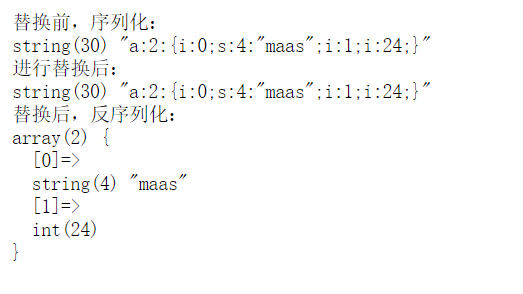 替换前，序列化：
string(30) "a:2:{i:0;s:4:"maas";i:1;i:24;}"
进行替换后：
string(30) "a:2:{i:0;s:4:"maas";i:1;i:24;}"
替换后，反序列化：
array(2) {
  [0]=>
  string(4) "maas"
  [1]=>
  int(24)
}